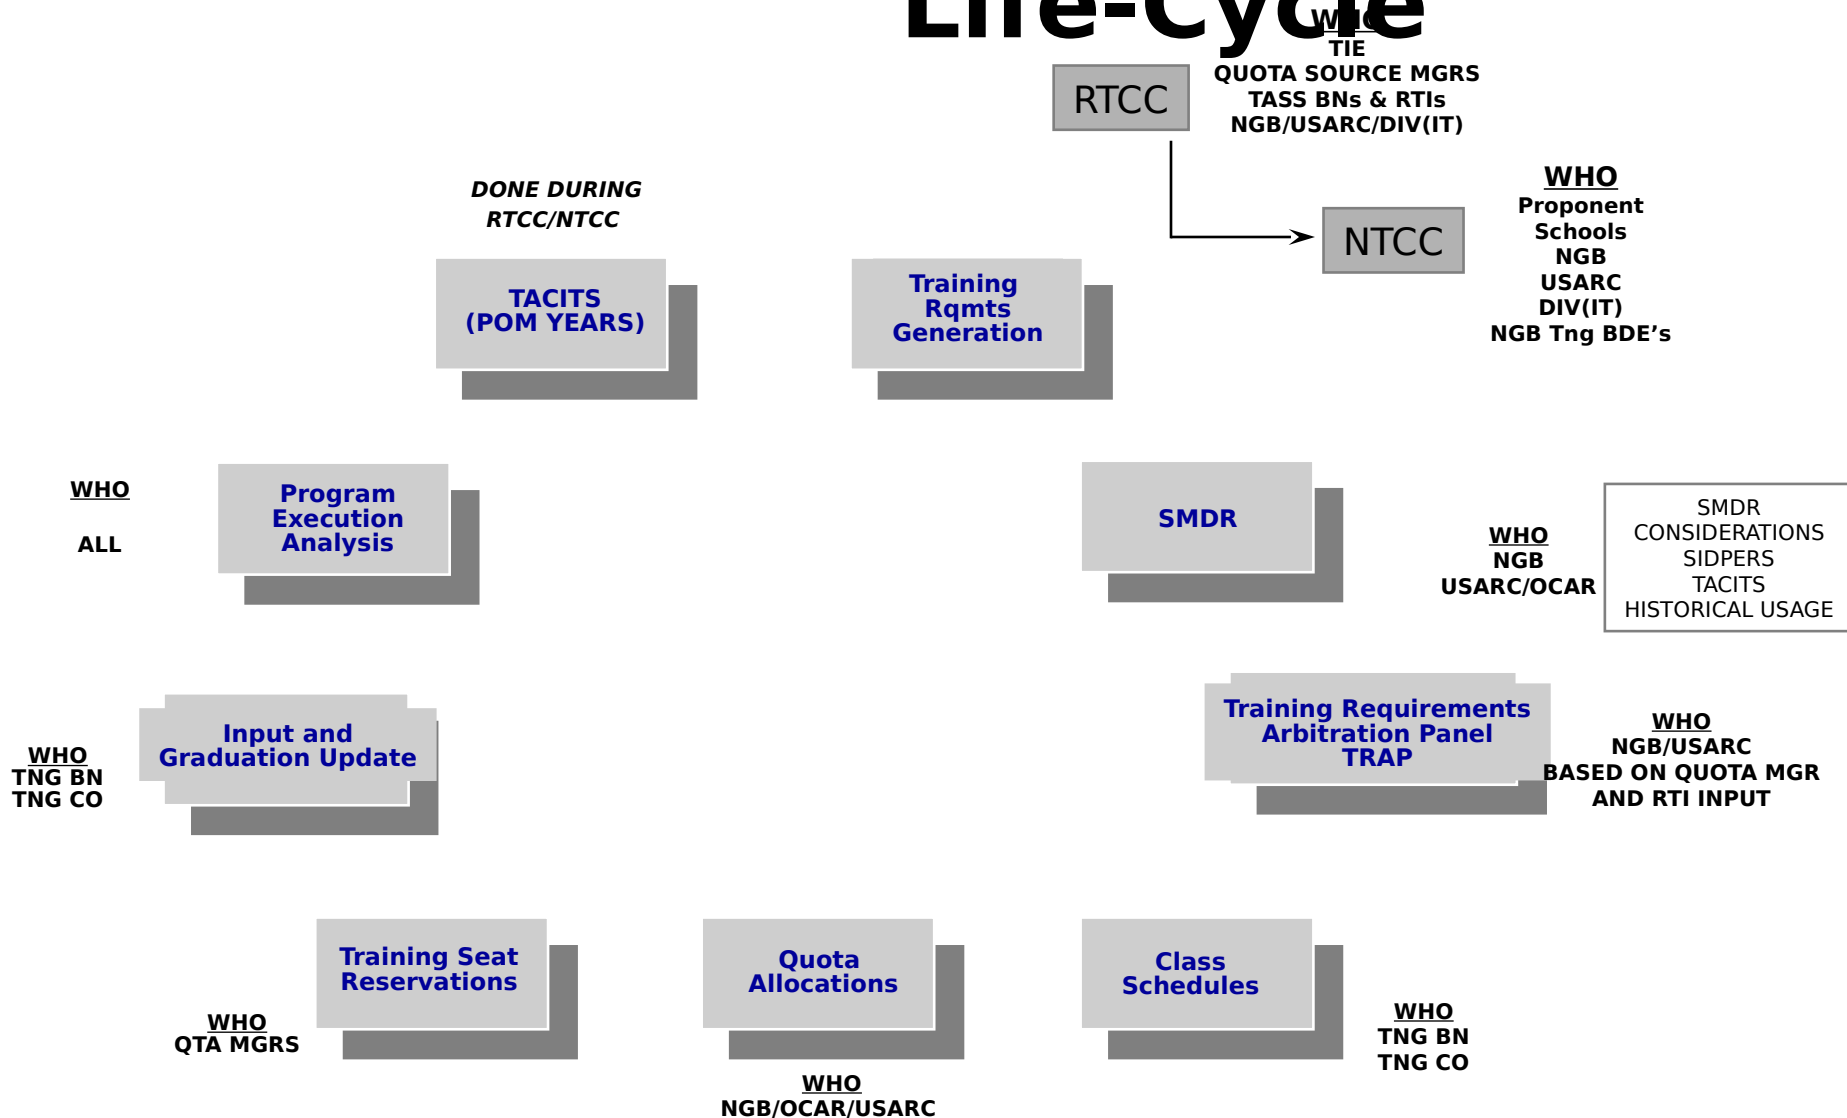 Life-Cycle
WHO
TIE
QUOTA SOURCE MGRS
TASS BNs & RTIs
NGB/USARC/DIV(IT)
RTCC
WHO
Proponent
Schools
NGB
USARC
DIV(IT)
NGB Tng BDE’s
NTCC
DONE DURING
RTCC/NTCC
TACITS
(POM YEARS)
Training
Rqmts
Generation
WHO
ALL
Program
Execution
Analysis
SMDR
WHO
NGB
USARC/OCAR
SMDR
CONSIDERATIONS
SIDPERS
TACITS
HISTORICAL USAGE
WHO
TNG BN
TNG CO
Input and
Graduation Update
Training Requirements
Arbitration Panel
TRAP
WHO
NGB/USARC
BASED ON QUOTA MGR
AND RTI INPUT
Training Seat
Reservations
WHO
QTA MGRS
Quota
Allocations
WHO
NGB/OCAR/USARC
Class
Schedules
WHO
TNG BN
TNG CO